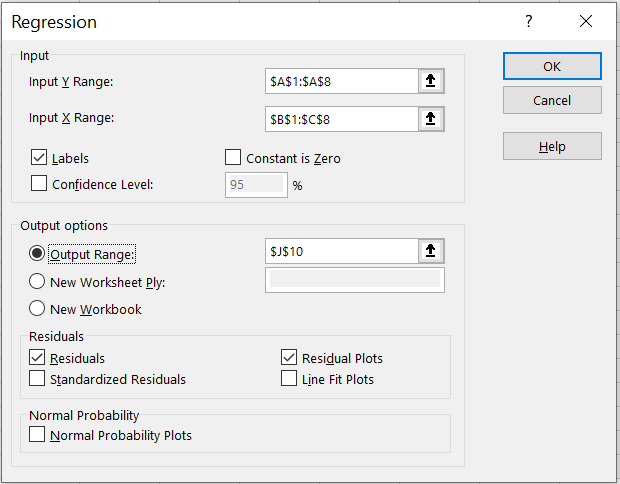 Regression ? ×
Input
Input Y Range: $A$1:$A$8
OK
Input X Range: $B$1:$C$8
Cancel
Labels Constant is Zero
Help
Confidence Level: 95 %
Output options
Output Range: $J$10
New Worksheet Ply:
New Workbook
Residuals
Residuals Residual Plots
Standardized Residuals Line Fit Plots
Normal Probability
Normal Probability Plots